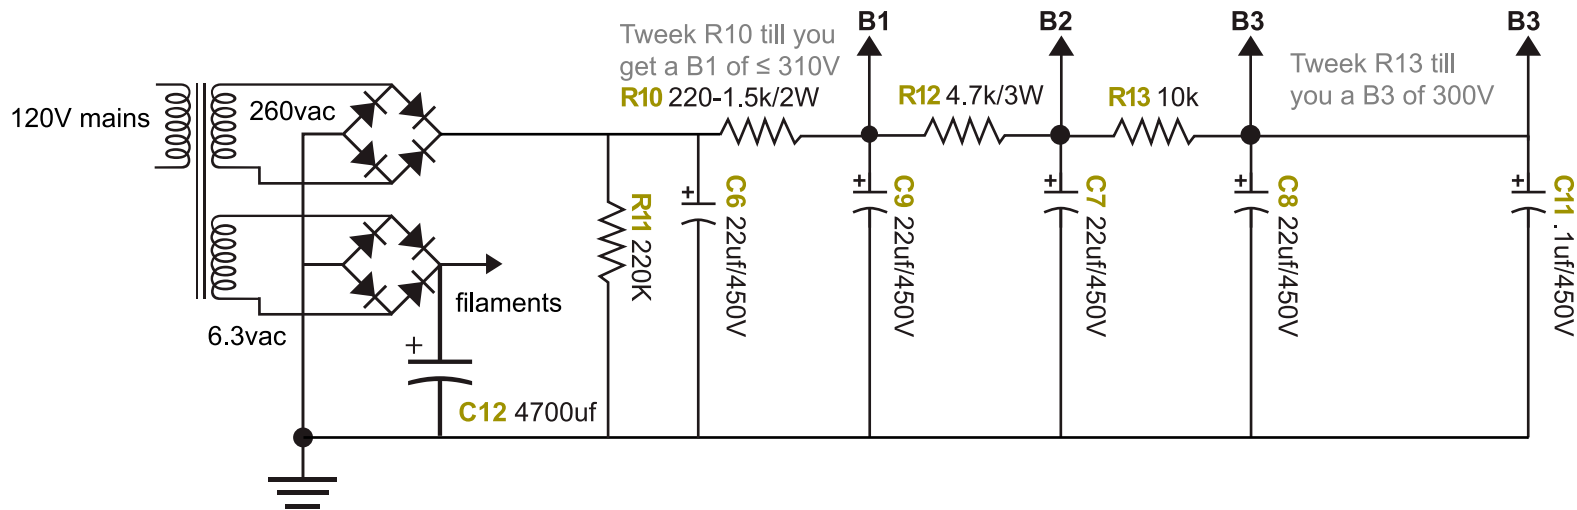 B1
B2
B3
B3
Tweek R10 till you
get a B1 of ≤ 310V
R10 220-1.5k/2W
R12 4.7k/3W
R13 10k
Tweek R13 till
you a B3 of 300V
120V mains
260vac
+
+
+
+
+
R11 220K
C6 22uf/450V
C9 22uf/450V
C7 22uf/450V
C8 22uf/450V
C11 .1uf/450V
filaments
6.3vac
+
C12 4700uf